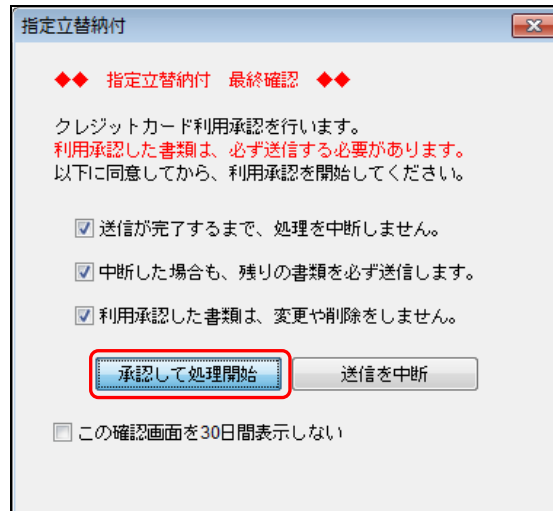 指定立替納付
◆◆ 指定立替納付 最終確認 ◆◆
クレジットカード利用承認を行います。
利用承認した書類は、必ず送信する必要があります。
以下に同意してから、利用承認を開始してください。
送信が完了するまで、処理を中断しません。
中断した場合も、残りの書類を必ず送信します。
利用承認した書類は、変更や削除をしません。
承認して処理開始 送信を中断
この確認画面を30日間表示しない